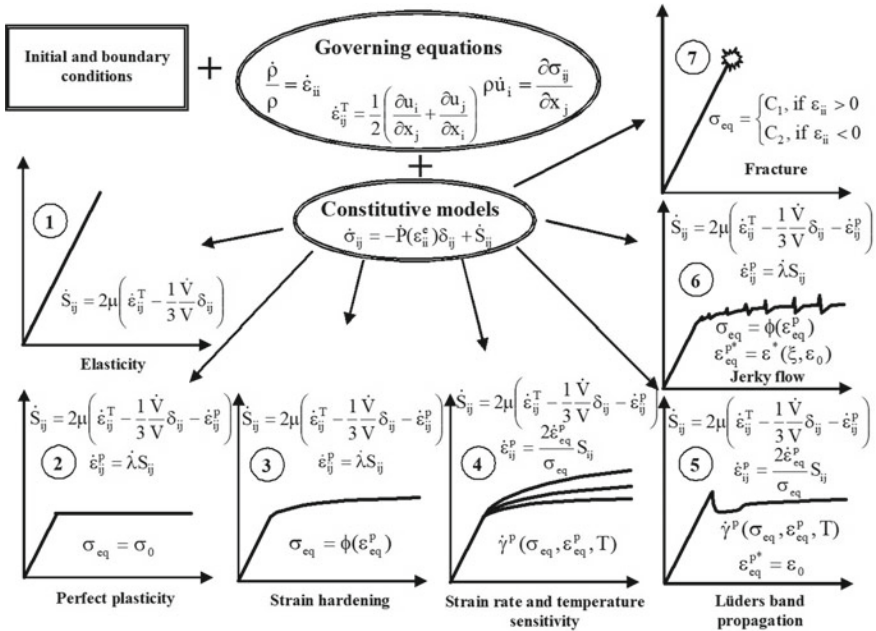 Initial and boundary
conditions
+
Governing equations
ρ̇/ρ = ε̇_ii
ε̇_ij^T = 1/2(∂u_i/∂x_j + ∂u_j/∂x_i)
ρu̇_i = ∂σ_ij/∂x_j
+
Constitutive models
σ̇_ij = −Ṗ(ε_ii^e)δ_ij + Ṡ_ij
7
σ_eq = {C_1, if ε_ii > 0
C_2, if ε_ii < 0
Fracture
1
Ṡ_ij = 2μ(ε̇_ij^T − 1/3 V̇/V δ_ij)
Elasticity
Ṡ_ij = 2μ(ε̇_ij^T − 1/3 V̇/V δ_ij − ε̇_ij^p)
6
ε̇_ij^p = λ̇S_ij
σ_eq = ϕ(ε_eq^p)
ε_eq^p* = ε*(ξ, ε_0)
Jerky flow
Ṡ_ij = 2μ(ε̇_ij^T − 1/3 V̇/V δ_ij − ε̇_ij^p)
2
ε̇_ij^p = λ̇S_ij
σ_eq = σ_0
Perfect plasticity
Ṡ_ij = 2μ(ε̇_ij^T − 1/3 V̇/V δ_ij − ε̇_ij^p)
3
ε̇_ij^p = λ̇S_ij
σ_eq = ϕ(ε_eq^p)
Strain hardening
Ṡ_ij = 2μ(ε̇_ij^T − 1/3 V̇/V δ_ij − ε̇_ij^p)
4
ε̇_ij^p = 2ε̇_eq^p/σ_eq S_ij
γ̇^p(σ_eq, ε_eq^p, T)
Strain rate and temperature
sensitivity
Ṡ_ij = 2μ(ε̇_ij^T − 1/3 V̇/V δ_ij − ε̇_ij^p)
5
ε̇_ij^p = 2ε̇_eq^p/σ_eq S_ij
γ̇^p(σ_eq, ε_eq^p, T)
ε_eq^p* = ε_0
Lüders band
propagation